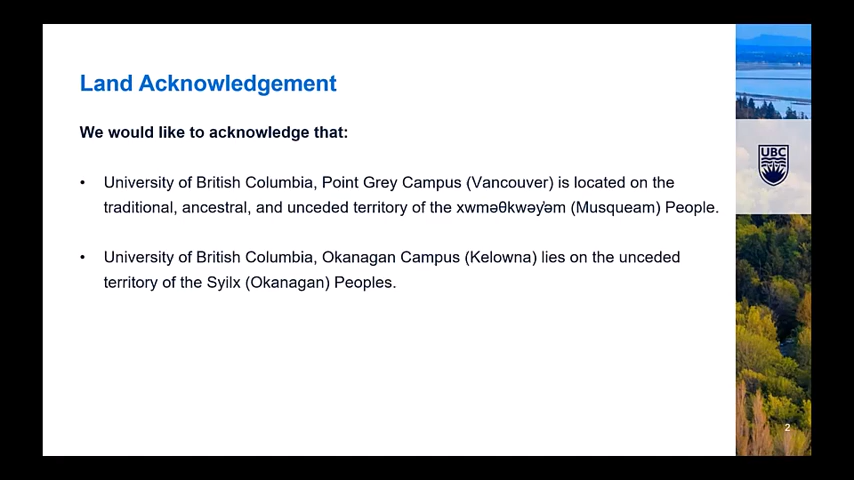 Land Acknowledgement
We would like to acknowledge that:
• University of British Columbia, Point Grey Campus (Vancouver) is located on the
traditional, ancestral, and unceded territory of the xwməθkwəy̓əm (Musqueam) People.
• University of British Columbia, Okanagan Campus (Kelowna) lies on the unceded
territory of the Syilx (Okanagan) Peoples.
UBC
2